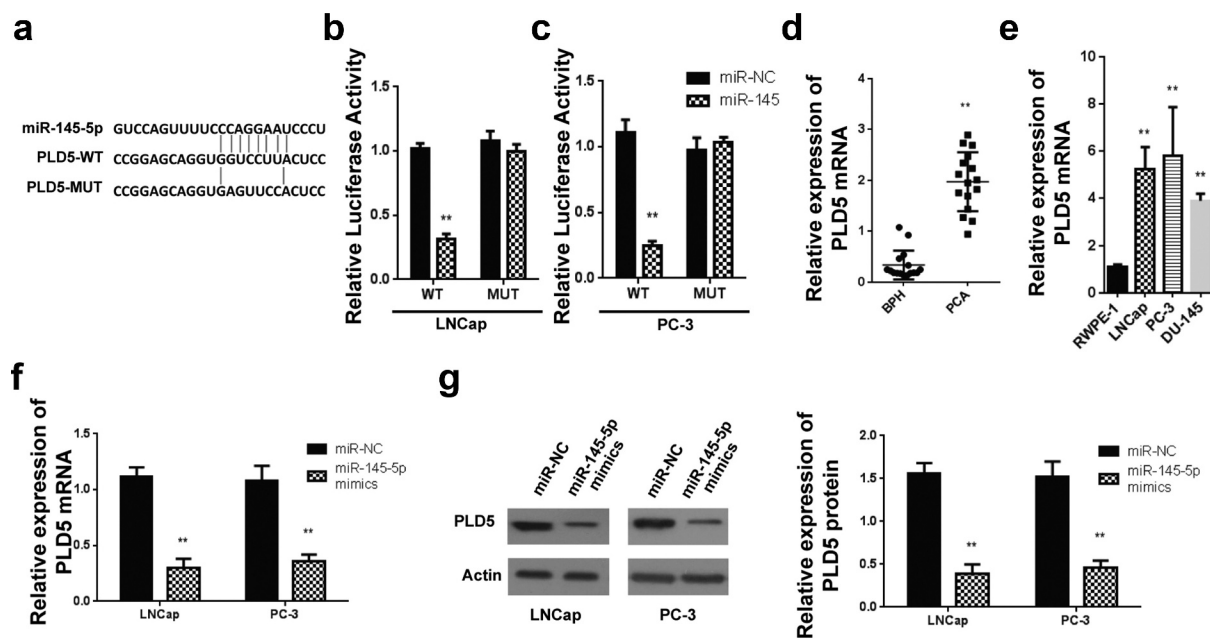 a
miR-145-5p GUCCAGUUUUCCCAGGAAUCCCU
PLD5-WT CCGGAGCAGGUGGUCCUUACUCC
PLD5-MUT CCGGAGCAGGUGAGUUCCACUCC
b
Relative Luciferase Activity
1.5
1.0
0.5
0.0
**
WT MUT
LNCap
c
Relative Luciferase Activity
1.5
1.0
0.5
0.0
**
WT MUT
PC-3
miR-NC
miR-145
d
Relative expression of
PLD5 mRNA
4
3
2
1
0
**
BPH PCA
e
Relative expression of
PLD5 mRNA
10
8
6
4
2
0
** ** **
RWPE-1 LNCap PC-3 DU-145
f
Relative expression of
PLD5 mRNA
1.5
1.0
0.5
0.0
** **
LNCap PC-3
miR-NC
miR-145-5p
mimics
g
miR-NC miR-145-5p mimics miR-NC miR-145-5p mimics
PLD5
Actin
LNCap PC-3
Relative expression of
PLD5 protein
2.0
1.5
1.0
0.5
0.0
** **
LNCap PC-3
miR-NC
miR-145-5p
mimics